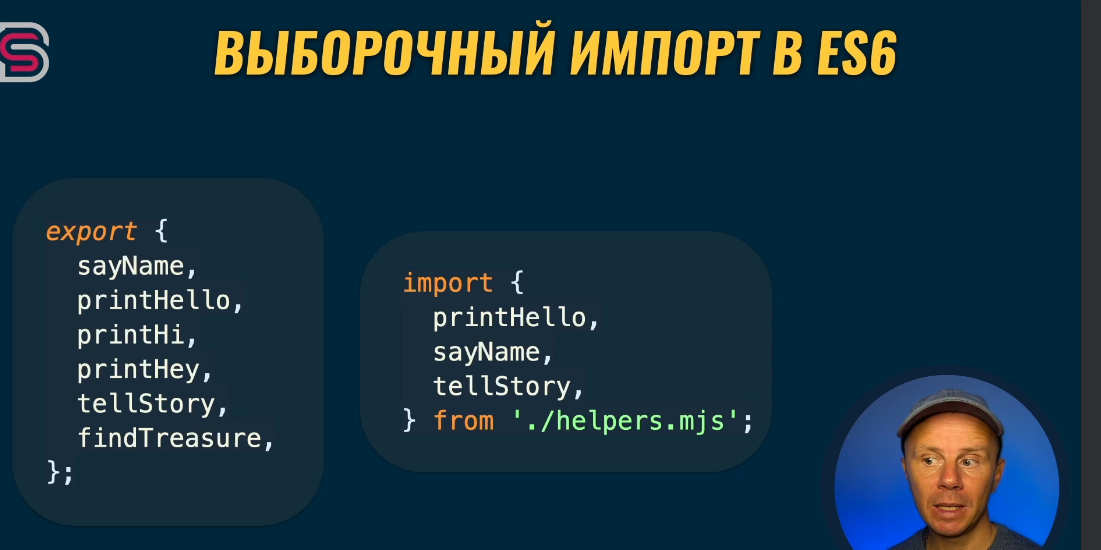 ВЫБОРОЧНЫЙ ИМПОРТ В ES6
export {
sayName,
printHello,
printHi,
printHey,
tellStory,
findTreasure,
};
import {
printHello,
sayName,
tellStory,
} from './helpers.mjs';